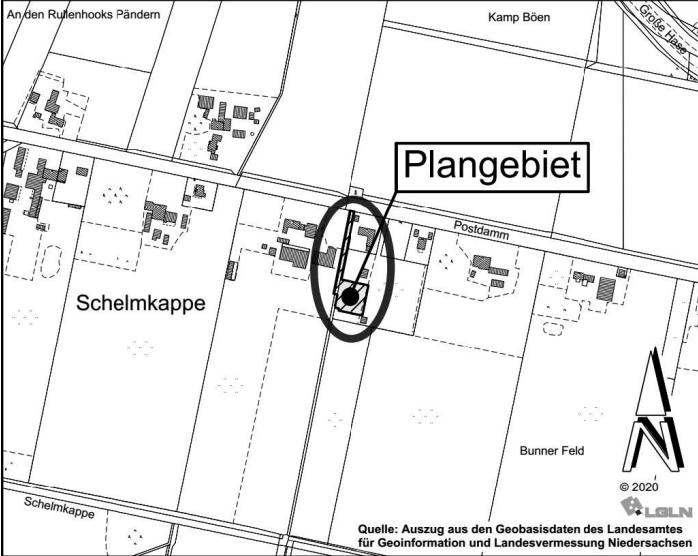 An den Rullenhooks Pändern
Kamp Böen
Große Hase
Plangebiet
Postdamm
Schelmkappe
Bunner Feld
N
© 2020
LGLN
Schelmkappe
Quelle: Auszug aus den Geobasisdaten des Landesamtes
für Geoinformation und Landesvermessung Niedersachsen